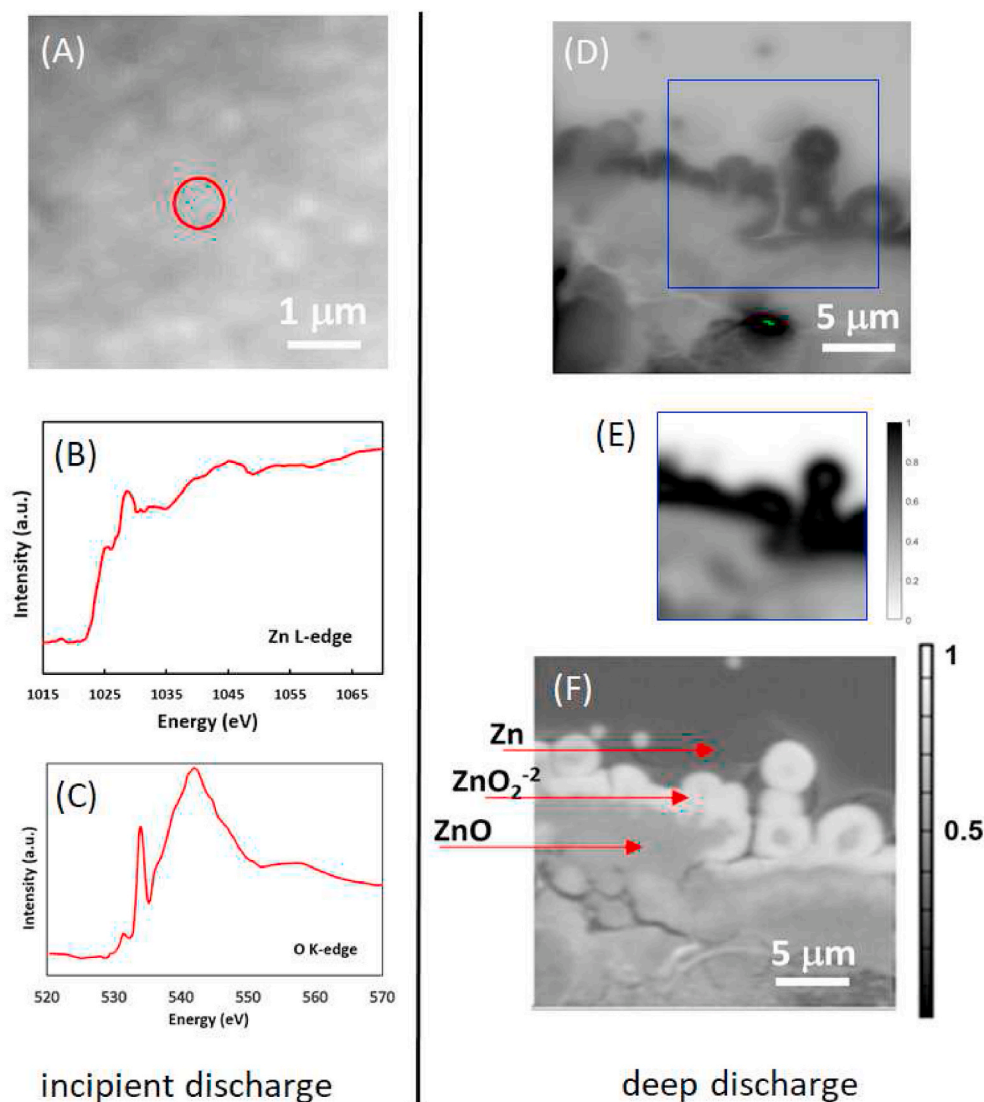 (A)
1 μm
(B)
Intensity (a.u.)
Zn L-edge
1015 1025 1035 1045 1055 1065
Energy (eV)
(C)
Intensity (a.u.)
O K-edge
520 530 540 550 560 570
Energy (eV)
incipient discharge
(D)
5 μm
(E)
1
0.8
0.6
0.4
0.2
0
(F)
Zn
ZnO₂⁻²
ZnO
5 μm
1
0.5
deep discharge